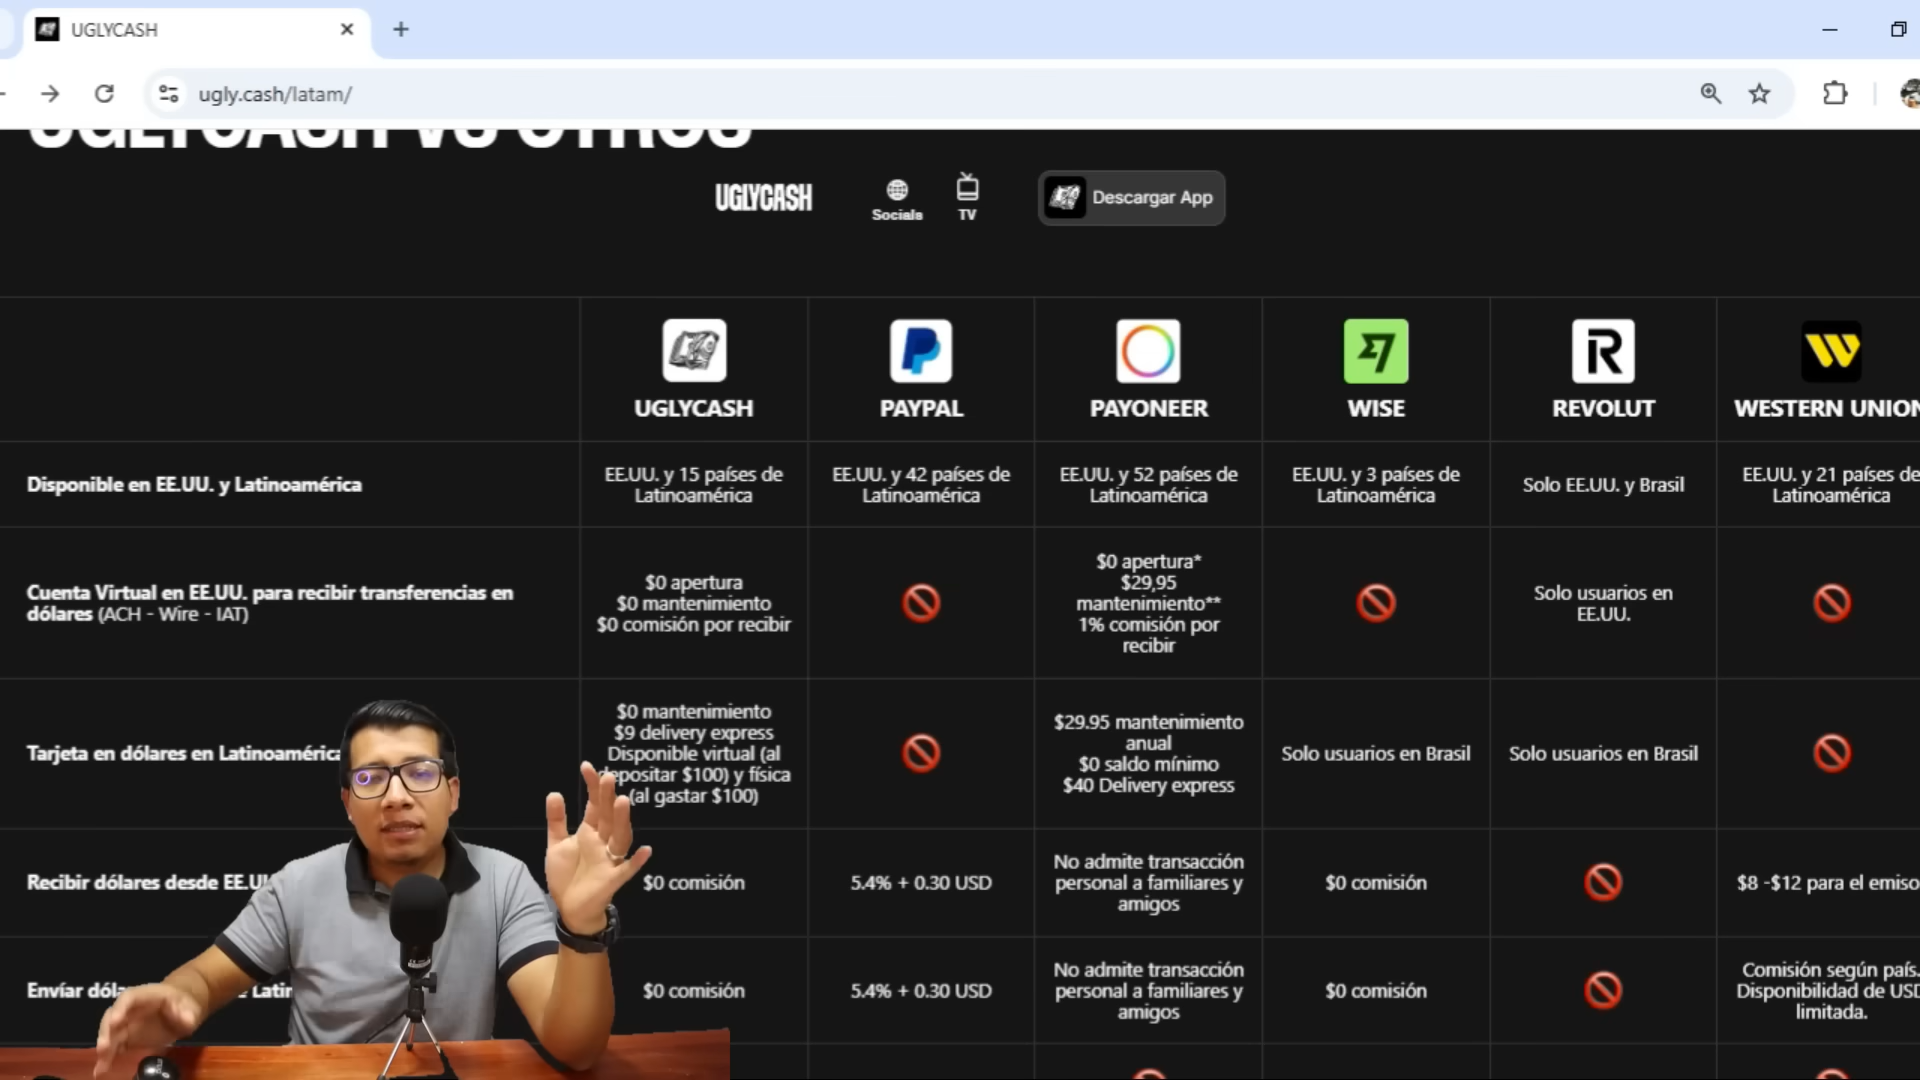 UGLYCASH
ugly.cash/latam/
UGLYCASH VS OTROS
UGLYCASH
Socials
TV
Descargar App
UGLYCASH
PAYPAL
PAYONEER
WISE
REVOLUT
WESTERN UNION
Disponible en EE.UU. y Latinoamérica
EE.UU. y 15 países de
Latinoamérica
EE.UU. y 42 países de
Latinoamérica
EE.UU. y 52 países de
Latinoamérica
EE.UU. y 3 países de
Latinoamérica
Solo EE.UU. y Brasil
EE.UU. y 21 países de
Latinoamérica
Cuenta Virtual en EE.UU. para recibir transferencias en
dólares (ACH - Wire - IAT)
$0 apertura
$0 mantenimiento
$0 comisión por recibir
$0 apertura*
$29,95
mantenimiento**
1% comisión por
recibir
Solo usuarios en
EE.UU.
Tarjeta en dólares en Latinoamérica
$0 mantenimiento
$9 delivery express
Disponible virtual (al
depositar $100) y física
(al gastar $100)
$29.95 mantenimiento
anual
$0 saldo mínimo
$40 Delivery express
Solo usuarios en Brasil
Solo usuarios en Brasil
Recibir dólares desde
$0 comisión
5.4% + 0.30 USD
No admite transacción
personal a familiares y
amigos
$0 comisión
$8 -$12 para el
Envíar
$0 comisión
5.4% + 0.30 USD
No admite transacción
personal a familiares y
amigos
$0 comisión
Comisión según país.
Disponibilidad de USD
limitada.